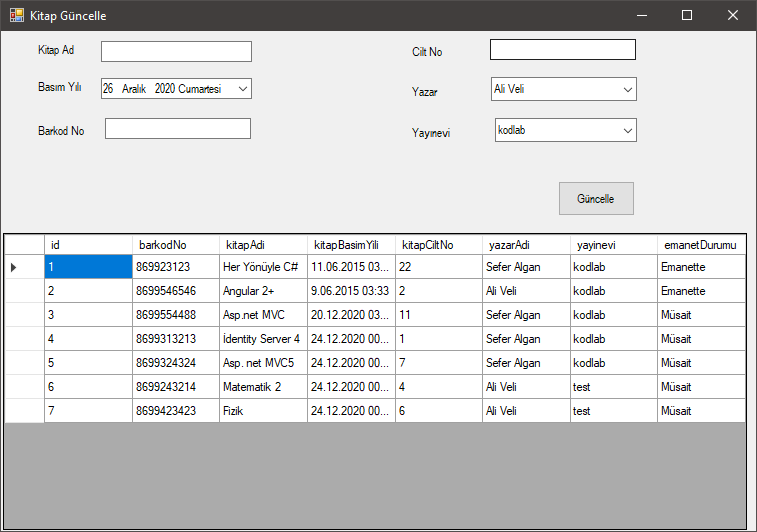 Kitap Güncelle
Kitap Ad
Cilt No
Basım Yılı
26 Aralık 2020 Cumartesi
Yazar
Ali Veli
Barkod No
Yayınevi
kodlab
Güncelle
id barkodNo kitapAdi kitapBasimYili kitapCiltNo yazarAdi yayinevi emanetDurumu
1 869923123 Her Yönüyle C# 11.06.2015 03... 22 Sefer Algan kodlab Emanette
2 8699546546 Angular 2+ 9.06.2015 03:33 2 Ali Veli kodlab Emanette
3 8699554488 Asp.net MVC 20.12.2020 03... 11 Sefer Algan kodlab Müsait
4 8699313213 İdentity Server 4 24.12.2020 00... 1 Sefer Algan kodlab Müsait
5 8699324324 Asp. net MVC5 24.12.2020 00... 7 Sefer Algan kodlab Müsait
6 8699243214 Matematik 2 24.12.2020 00... 4 Ali Veli test Müsait
7 8699423423 Fizik 24.12.2020 00... 6 Ali Veli test Müsait